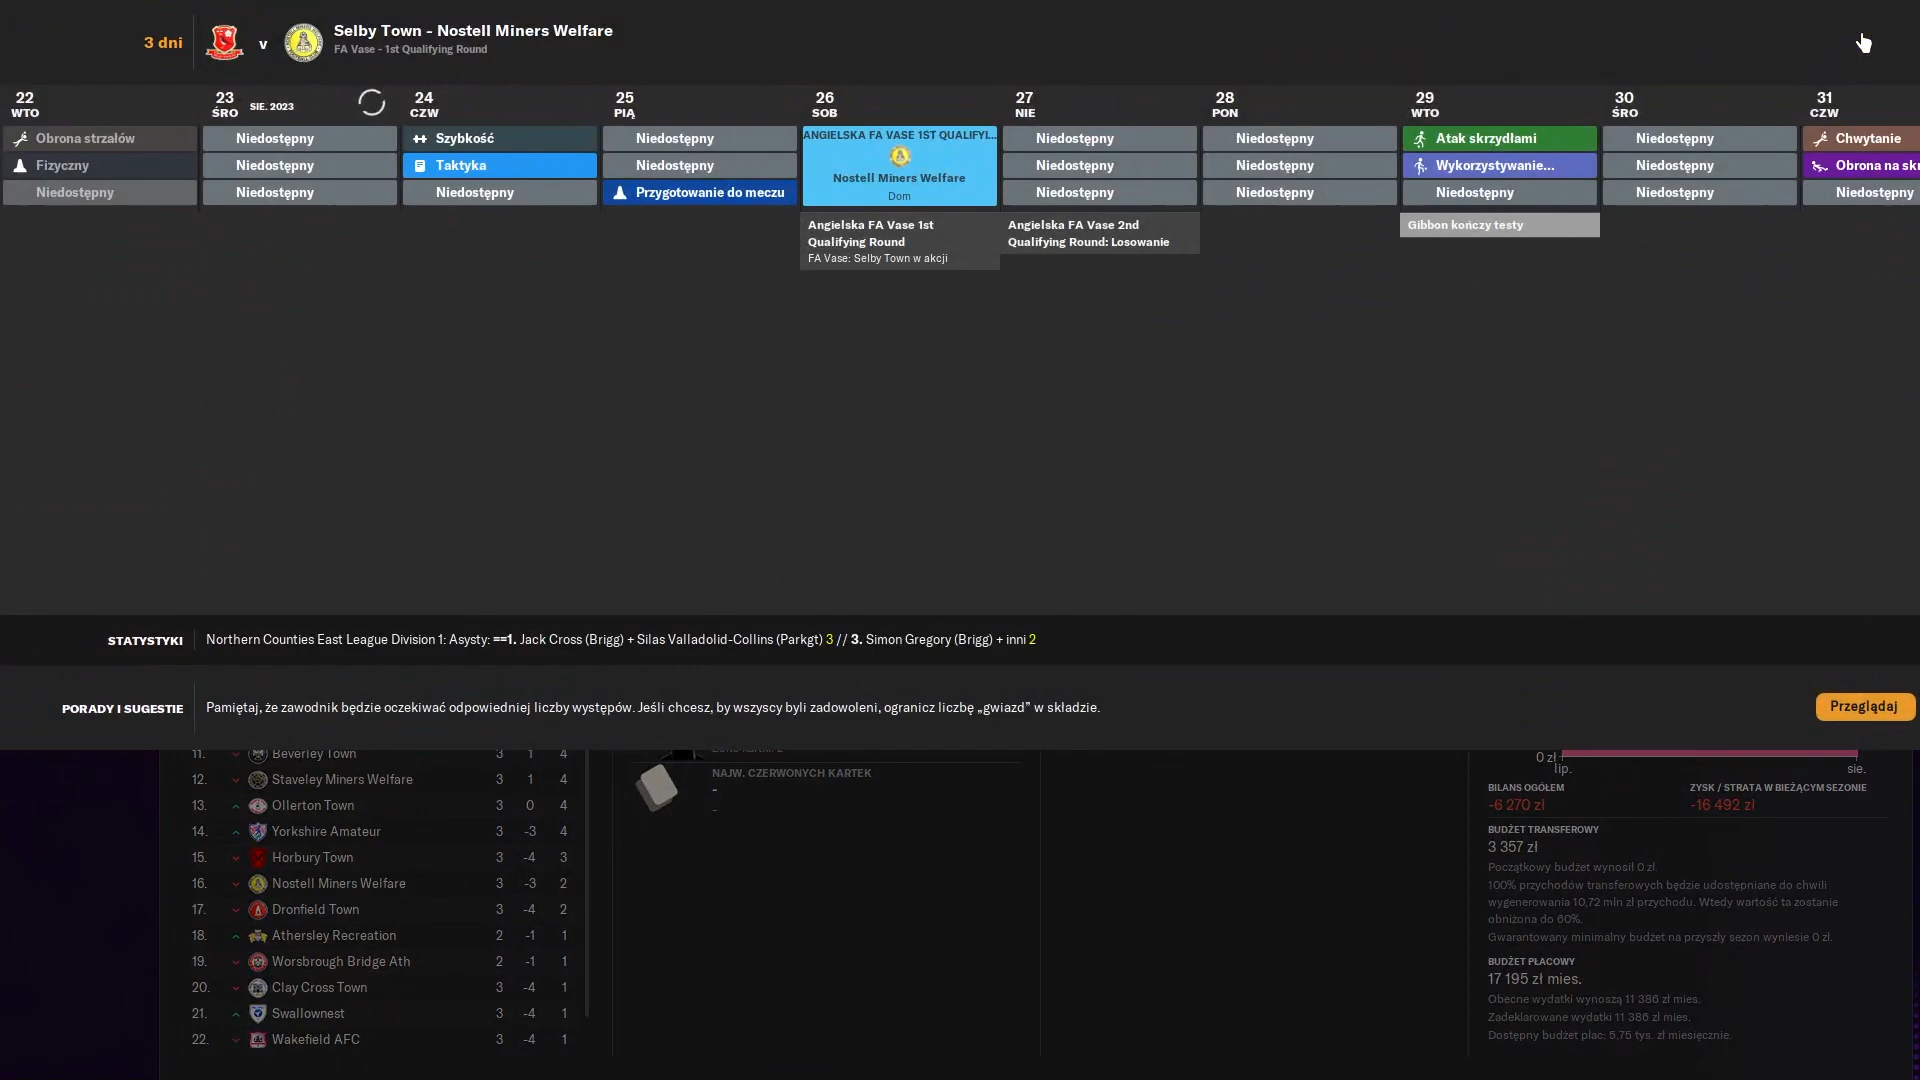 3 dni
v
Selby Town - Nostell Miners Welfare
FA Vase - 1st Qualifying Round
22
WTO
23
ŚRO
SIE. 2023
24
CZW
25
PIĄ
26
SOB
27
NIE
28
PON
29
WTO
30
ŚRO
31
CZW
Obrona strzałów
Niedostępny
Szybkość
Niedostępny
ANGIELSKA FA VASE 1ST QUALIFYI...
Niedostępny
Niedostępny
Atak skrzydłami
Niedostępny
Chwytanie
Fizyczny
Niedostępny
Taktyka
Niedostępny
Nostell Miners Welfare
Niedostępny
Niedostępny
Wykorzystywanie...
Niedostępny
Obrona na skr
Niedostępny
Niedostępny
Niedostępny
Przygotowanie do meczu
Dom
Niedostępny
Niedostępny
Niedostępny
Niedostępny
Niedostępny
Angielska FA Vase 1st
Qualifying Round
FA Vase: Selby Town w akcji
Angielska FA Vase 2nd
Qualifying Round: Losowanie
Gibbon kończy testy
STATYSTYKI
Northern Counties East League Division 1: Asysty: ==1. Jack Cross (Brigg) + Silas Valladolid-Collins (Parkgt) 3 // 3. Simon Gregory (Brigg) + inni 2
PORADY I SUGESTIE
Pamiętaj, że zawodnik będzie oczekiwać odpowiedniej liczby występów. Jeśli chcesz, by wszyscy byli zadowoleni, ogranicz liczbę „gwiazd” w składzie.
Przeglądaj
11. Beverley Town 3 1 4
12. Staveley Miners Welfare 3 1 4
13. Ollerton Town 3 0 4
14. Yorkshire Amateur 3 -3 4
15. Horbury Town 3 -4 3
16. Nostell Miners Welfare 3 -3 2
17. Dronfield Town 3 -4 2
18. Athersley Recreation 2 -1 1
19. Worsbrough Bridge Ath 2 -1 1
20. Clay Cross Town 3 -4 1
21. Swallownest 3 -4 1
22. Wakefield AFC 3 -4 1
NAJW. CZERWONYCH KARTEK
-
-
0 zł
lip.
sie.
BILANS OGÓŁEM
-6 270 zł
ZYSK / STRATA W BIEŻĄCYM SEZONIE
-16 492 zł
BUDŻET TRANSFEROWY
3 357 zł
Początkowy budżet wynosił 0 zł.
100% przychodów transferowych będzie udostępniane do chwili
wygenerowania 10,72 mln zł przychodu. Wtedy wartość ta zostanie
obniżona do 60%.
Gwarantowany minimalny budżet na przyszły sezon wyniesie 0 zł.
BUDŻET PŁACOWY
17 195 zł mies.
Obecne wydatki wynoszą 11 386 zł mies.
Zadeklarowane wydatki 11 386 zł mies.
Dostępny budżet płac: 5,75 tys. zł miesięcznie.